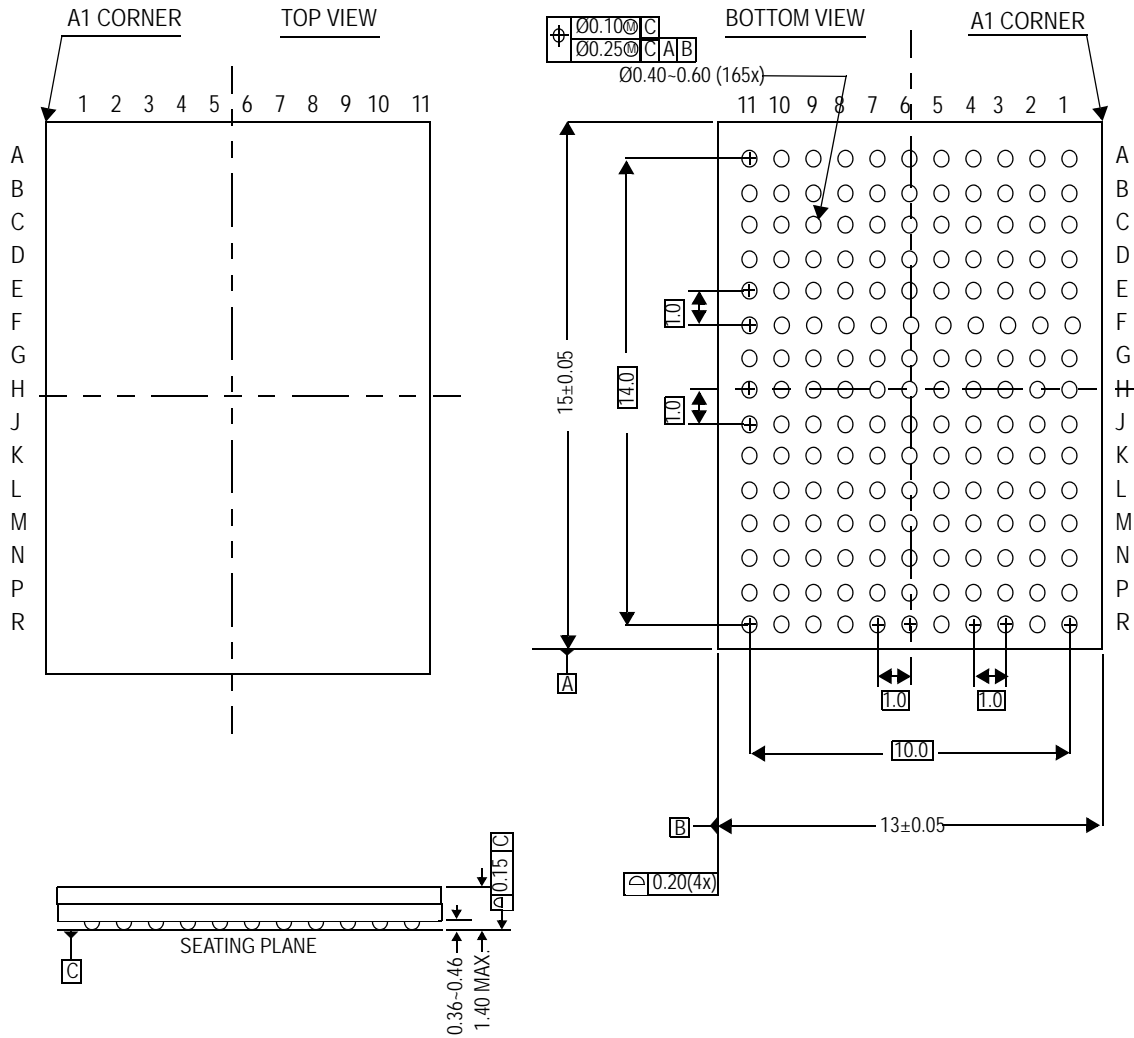 A1 CORNER
TOP VIEW
1 2 3 4 5 6 7 8 9 10 11
A
B
C
D
E
F
G
H
J
K
L
M
N
P
R
BOTTOM VIEW
A1 CORNER
Ø0.10Ⓜ C
Ø0.25Ⓜ C A B
Ø0.40~0.60 (165x)
11 10 9 8 7 6 5 4 3 2 1
A
B
C
D
E
F
G
H
J
K
L
M
N
P
R
1.0
1.0
15±0.05
14.0
A
1.0
1.0
10.0
B
13±0.05
0.20(4x)
0.15 C
SEATING PLANE
C
0.36~0.46
1.40 MAX.